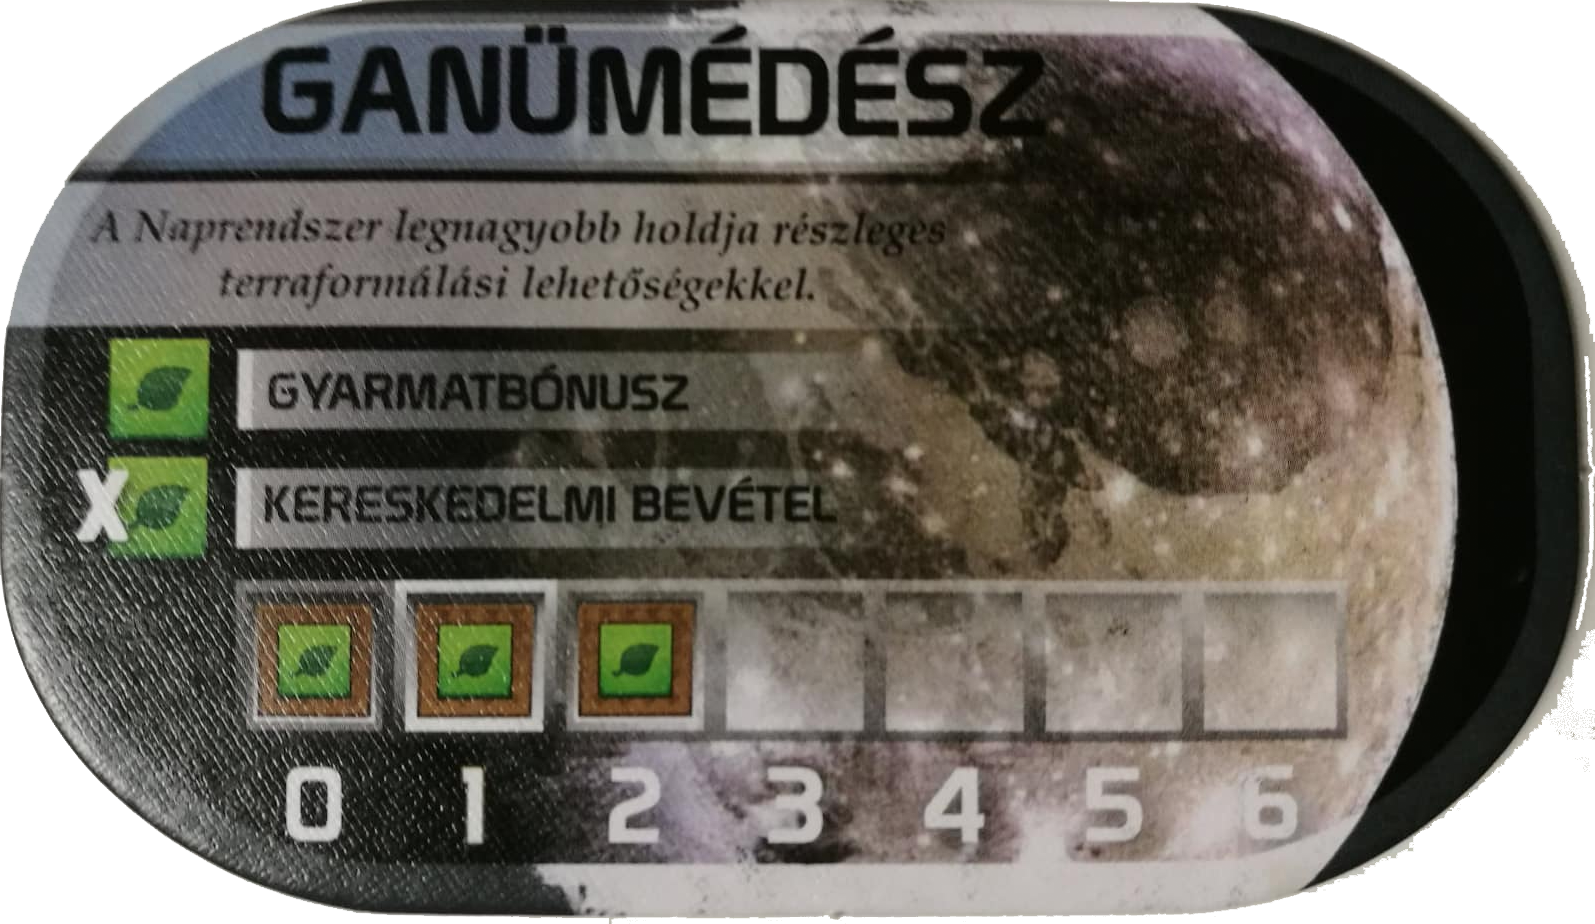 GANÜMÉDÉSZ
A Naprendszer legnagyobb holdja részleges
terraformálási lehetőségekkel.
GYARMATBÓNUSZ
X KERESKEDELMI BEVÉTEL
0 1 2 3 4 5 6